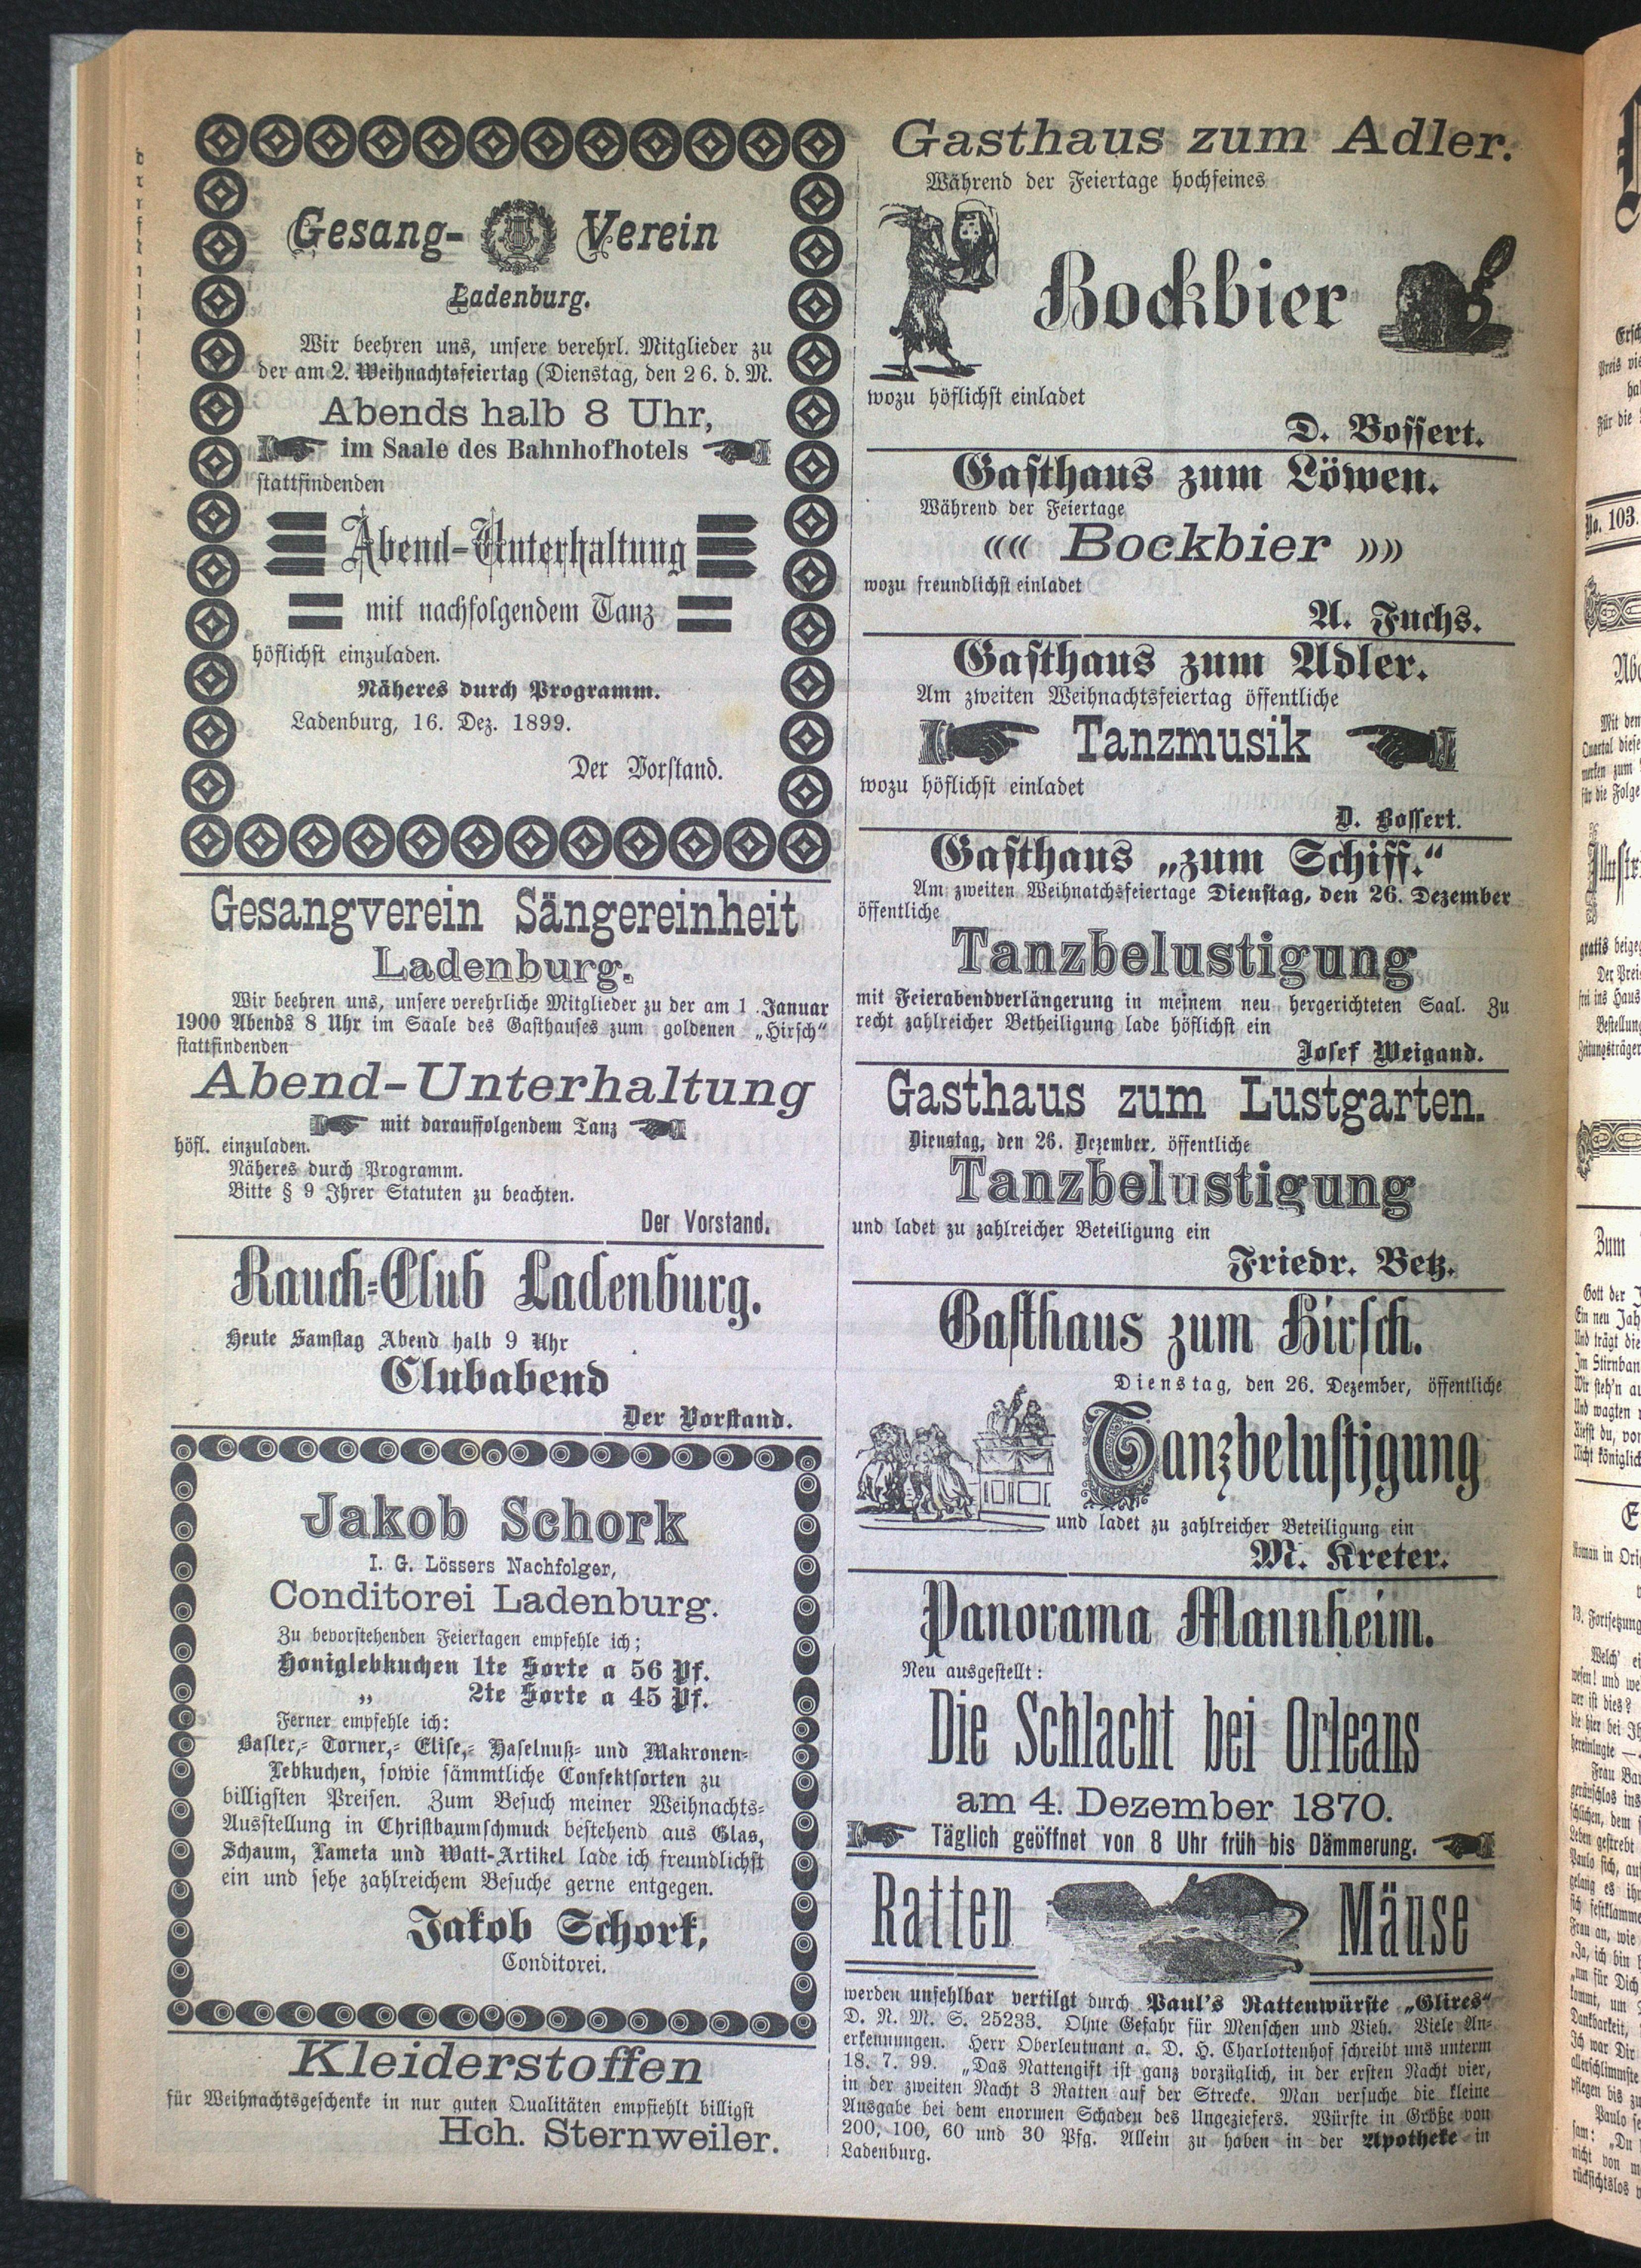 Gesang- Verein
Ladenburg.
Wir beehren uns, unsere verehrl. Mitglieder zu
der am 2. Weihnachtsfeiertag (Dienstag, den 26. d. M.
Abends halb 8 Uhr,
im Saale des Bahnhofhotels
stattfindenden
Abend-Unterhaltung
mit nachfolgendem Tanz
höflichst einzuladen.
Näheres durch Programm.
Ladenburg, 16. Dez. 1899.
Der Vorstand.
Gesangverein Sängereinheit
Ladenburg.
Wir beehren uns, unsere verehrliche Mitglieder zu der am 1. Januar
1900 Abends 8 Uhr im Saale des Gasthauses zum goldenen „Hirsch“
stattfindenden
Abend-Unterhaltung
mit darauffolgendem Tanz
höfl. einzuladen.
Näheres durch Programm.
Bitte § 9 Ihrer Statuten zu beachten.
Der Vorstand.
Rauch-Club Ladenburg.
Heute Samstag Abend halb 9 Uhr
Clubabend
Der Vorstand.
Jakob Schork
I. G. Lössers Nachfolger,
Conditorei Ladenburg.
Zu bevorstehenden Feiertagen empfehle ich;
Honiglebkuchen 1te Sorte a 56 Pf.
„ 2te Sorte a 45 Pf.
Ferner empfehle ich:
Basler,- Torner,- Elise,- Haselnuß- und Makronen-
Lebkuchen, sowie sämmtliche Confektsorten zu
billigsten Preisen. Zum Besuch meiner Weihnachts-
Ausstellung in Christbaumschmuck bestehend aus Glas,
Schaum, Lameta und Watt-Artikel lade ich freundlichst
ein und sehe zahlreichem Besuche gerne entgegen.
Jakob Schork,
Conditorei.
Kleiderstoffen
für Weihnachtsgeschenke in nur guten Qualitäten empfiehlt billigst
Hch. Sternweiler.
Gasthaus zum Adler.
Während der Feiertage hochfeines
Bockbier
wozu höflichst einladet
D. Bossert.
Gasthaus zum Löwen.
Während der Feiertage
«« Bockbier »»
wozu freundlichst einladet
A. Fuchs.
Gasthaus zum Adler.
Am zweiten Weihnachtsfeiertag öffentliche
Tanzmusik
wozu höflichst einladet
D. Bossert.
Gasthaus „zum Schiff.“
Am zweiten Weihnatchsfeiertage Dienstag, den 26. Dezember
öffentliche
Tanzbelustigung
mit Feierabendverlängerung in meinem neu hergerichteten Saal. Zu
recht zahlreicher Betheiligung lade höflichst ein
Josef Weigand.
Gasthaus zum Lustgarten.
Dienstag, den 26. Dezember, öffentliche
Tanzbelustigung
und ladet zu zahlreicher Beteiligung ein
Friedr. Betz.
Gasthaus zum Hirsch.
Dienstag, den 26. Dezember, öffentliche
Tanzbelustigung
und ladet zu zahlreicher Beteiligung ein
M. Kreter.
Panorama Mannheim.
Neu ausgestellt:
Die Schlacht bei Orleans
am 4. Dezember 1870.
Täglich geöffnet von 8 Uhr früh bis Dämmerung.
Ratten Mäuse
werden unfehlbar vertilgt durch Paul's Rattenwürste „Glires“
D. R. M. S. 25233. Ohne Gefahr für Menschen und Vieh. Viele An-
erkennungen. Herr Oberleutnant a. D. H. Charlottenhof schreibt uns unterm
18. 7. 99. „Das Rattengift ist ganz vorzüglich, in der ersten Nacht vier,
in der zweiten Nacht 3 Ratten auf der Strecke. Man versuche die kleine
Ausgabe bei dem enormen Schaden des Ungeziefers. Würste in Größe von
200, 100, 60 und 30 Pfg. Allein zu haben in der Apotheke in
Ladenburg.
No. 103.